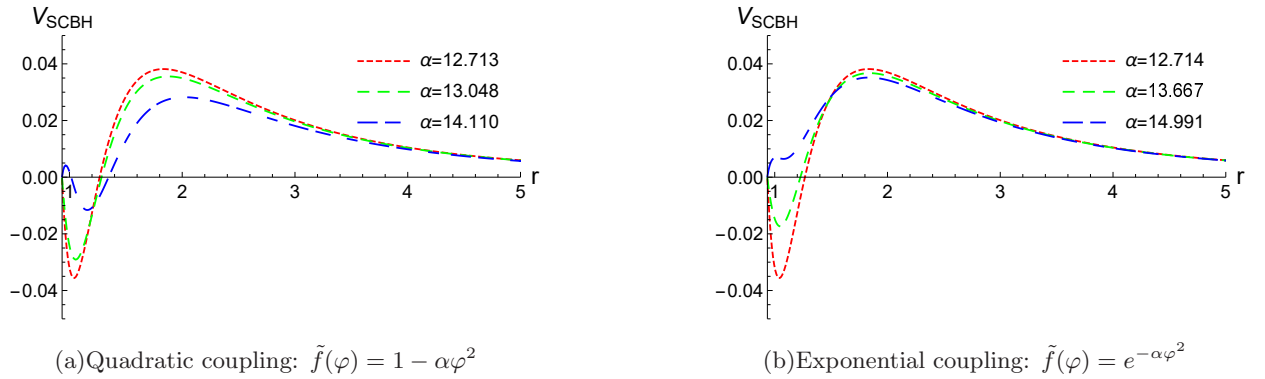 V_SCBH
0.04
0.02
0.00
−0.02
−0.04
1 2 3 4 5 r
α=12.713
α=13.048
α=14.110
(a)Quadratic coupling: f̃(φ) = 1 − αφ²
V_SCBH
0.04
0.02
0.00
−0.02
−0.04
1 2 3 4 5 r
α=12.714
α=13.667
α=14.991
(b)Exponential coupling: f̃(φ) = e^{−αφ²}